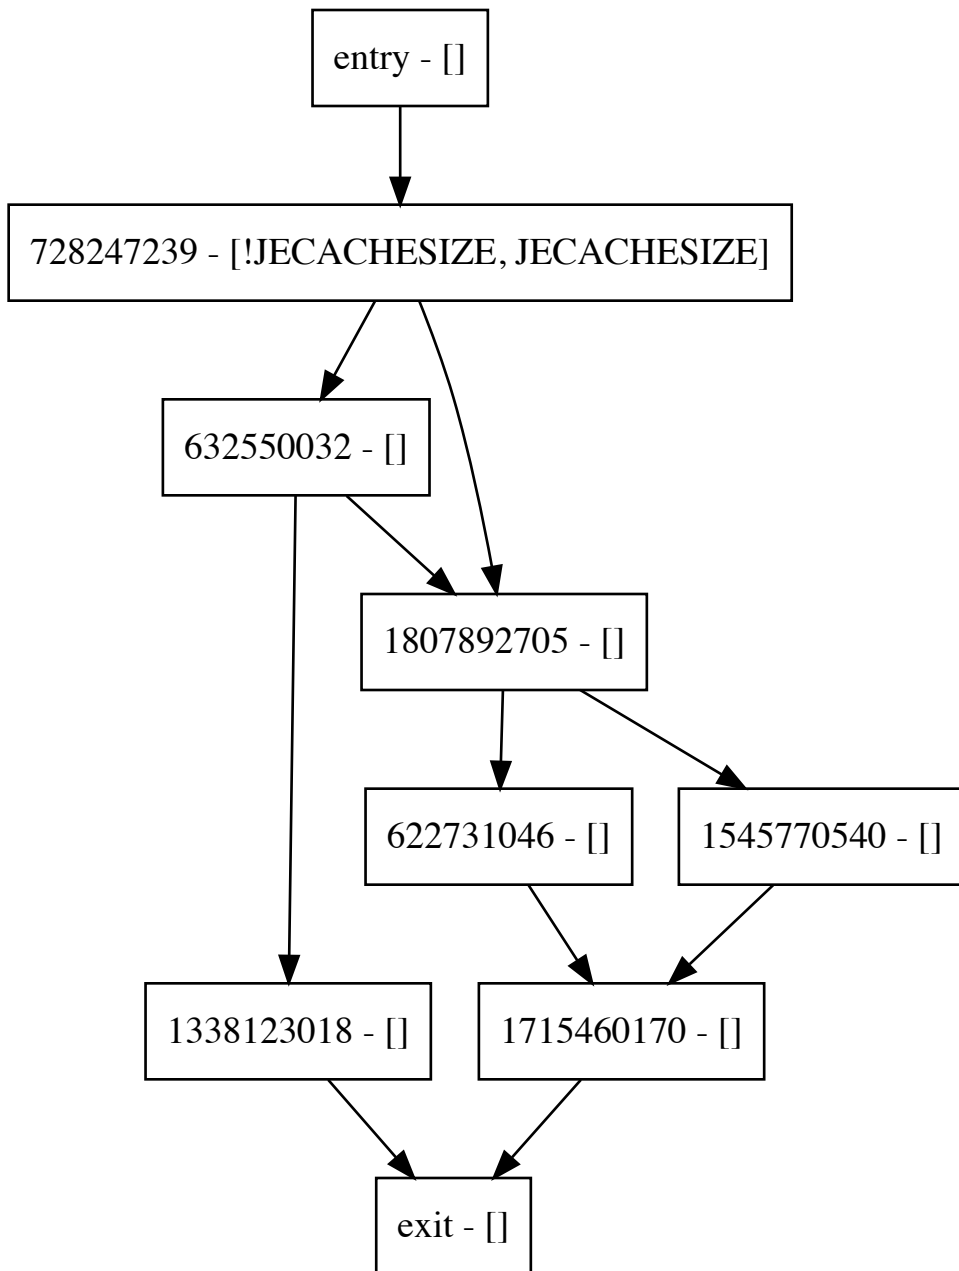 entry - []
728247239 - [!JECACHESIZE, JECACHESIZE]
632550032 - []
1807892705 - []
622731046 - []
1545770540 - []
1338123018 - []
1715460170 - []
exit - []